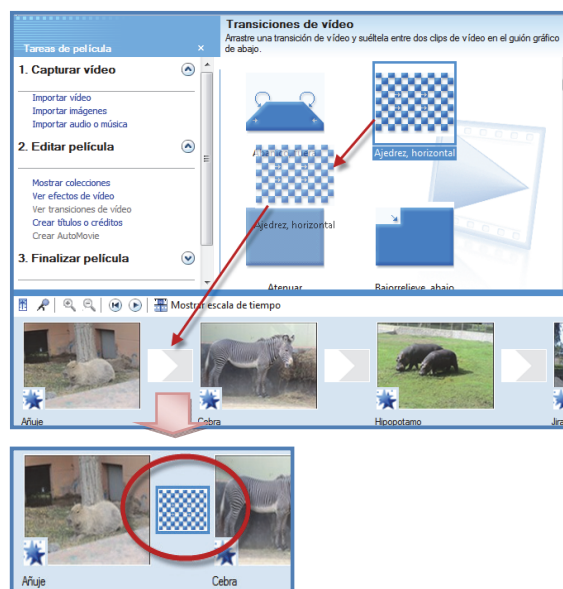 Transiciones de vídeo
Arrastre una transición de vídeo y suéltela entre dos clips de vídeo en el guión gráfico
de abajo.
Tareas de película
1. Capturar vídeo
Importar vídeo
Importar imágenes
Importar audio o música
2. Editar película
Mostrar colecciones
Ver efectos de vídeo
Ver transiciones de vídeo
Crear títulos o créditos
Crear AutoMovie
3. Finalizar película
Ajedrez, horizontal
Ajedrez, horizontal
Atenuar
Bajorrelieve, abajo
Mostrar escala de tiempo
Añuje
Cebra
Hipopotamo
Añuje
Cebra